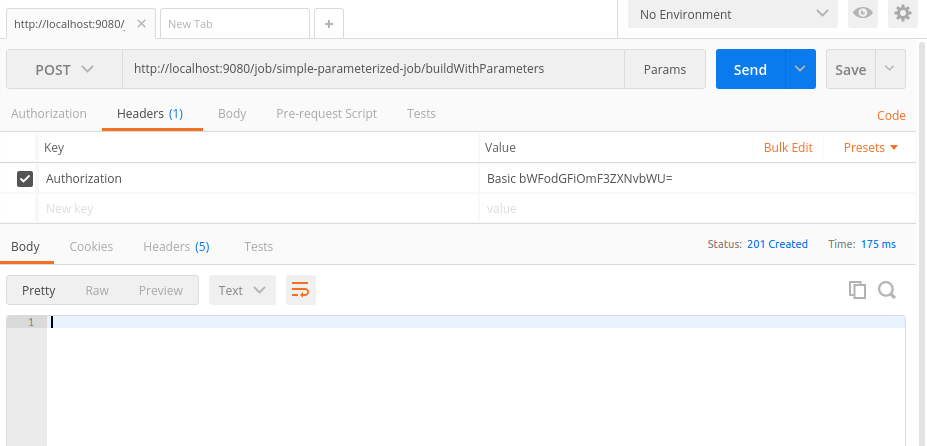 http://localhost:9080/j
New Tab
No Environment
POST
http://localhost:9080/job/simple-parameterized-job/buildWithParameters
Params
Send
Save
Authorization
Headers (1)
Body
Pre-request Script
Tests
Code
Key
Value
Bulk Edit
Presets
Authorization
Basic bWFodGFiOmF3ZXNvbWU=
New key
value
Body
Cookies
Headers (5)
Tests
Status: 201 Created
Time: 175 ms
Pretty
Raw
Preview
Text
1